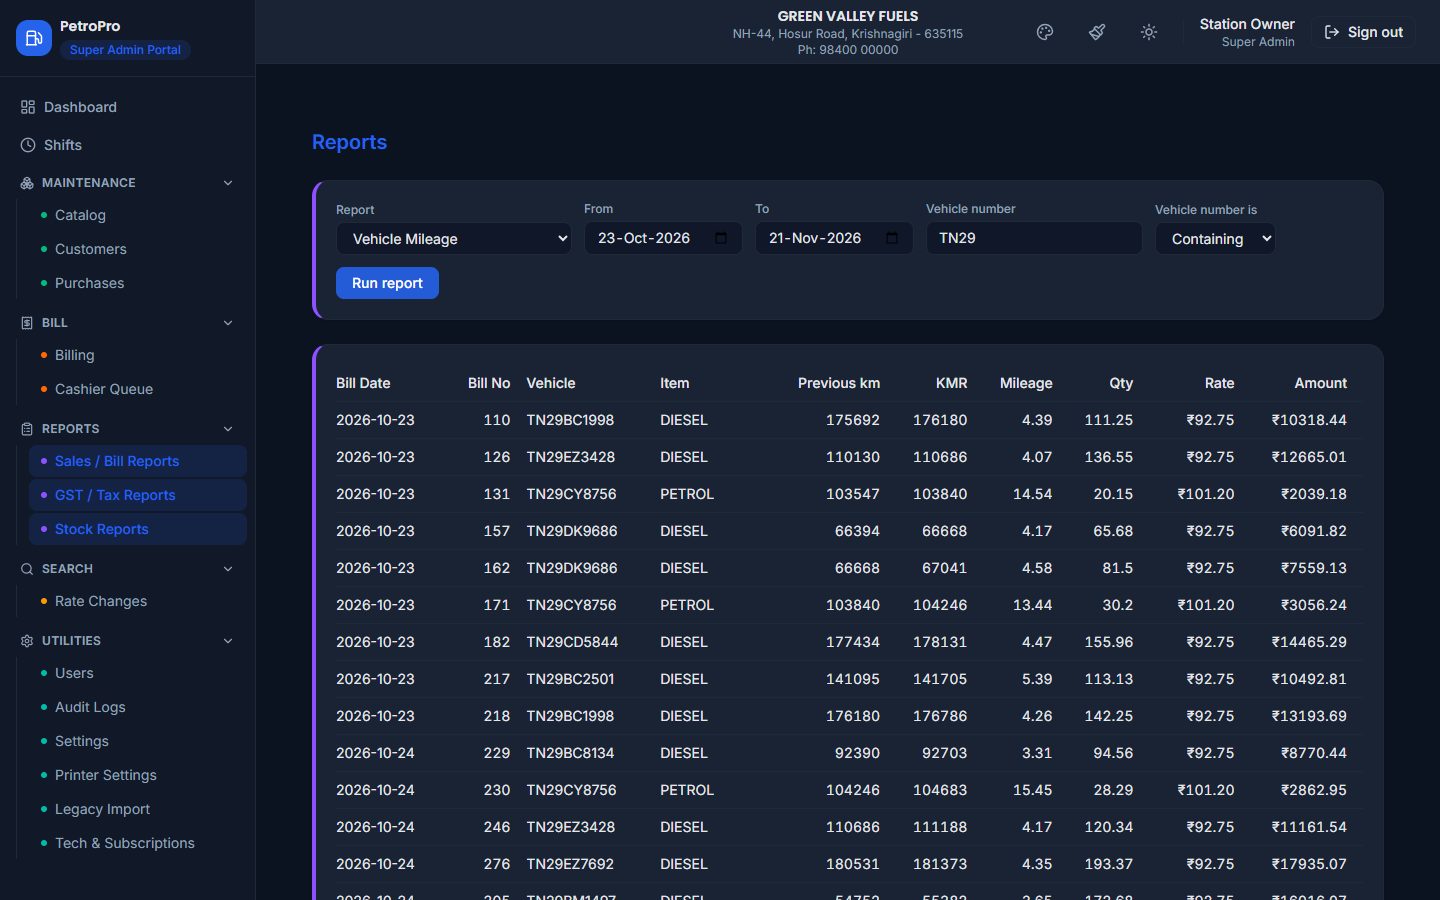 PetroPro
Super Admin Portal
GREEN VALLEY FUELS
NH-44, Hosur Road, Krishnagiri - 635115
Ph: 98400 00000
Station Owner
Super Admin
Sign out
Dashboard
Shifts
MAINTENANCE
Catalog
Customers
Purchases
BILL
Billing
Cashier Queue
REPORTS
Sales / Bill Reports
GST / Tax Reports
Stock Reports
SEARCH
Rate Changes
UTILITIES
Users
Audit Logs
Settings
Printer Settings
Legacy Import
Tech & Subscriptions
Reports
Report From To Vehicle number Vehicle number is
Vehicle Mileage 23-Oct-2026 21-Nov-2026 TN29 Containing
Run report
Bill Date Bill No Vehicle Item Previous km KMR Mileage Qty Rate Amount
2026-10-23 110 TN29BC1998 DIESEL 175692 176180 4.39 111.25 ₹92.75 ₹10318.44
2026-10-23 126 TN29EZ3428 DIESEL 110130 110686 4.07 136.55 ₹92.75 ₹12665.01
2026-10-23 131 TN29CY8756 PETROL 103547 103840 14.54 20.15 ₹101.20 ₹2039.18
2026-10-23 157 TN29DK9686 DIESEL 66394 66668 4.17 65.68 ₹92.75 ₹6091.82
2026-10-23 162 TN29DK9686 DIESEL 66668 67041 4.58 81.5 ₹92.75 ₹7559.13
2026-10-23 171 TN29CY8756 PETROL 103840 104246 13.44 30.2 ₹101.20 ₹3056.24
2026-10-23 182 TN29CD5844 DIESEL 177434 178131 4.47 155.96 ₹92.75 ₹14465.29
2026-10-23 217 TN29BC2501 DIESEL 141095 141705 5.39 113.13 ₹92.75 ₹10492.81
2026-10-23 218 TN29BC1998 DIESEL 176180 176786 4.26 142.25 ₹92.75 ₹13193.69
2026-10-24 229 TN29BC8134 DIESEL 92390 92703 3.31 94.56 ₹92.75 ₹8770.44
2026-10-24 230 TN29CY8756 PETROL 104246 104683 15.45 28.29 ₹101.20 ₹2862.95
2026-10-24 246 TN29EZ3428 DIESEL 110686 111188 4.17 120.34 ₹92.75 ₹11161.54
2026-10-24 276 TN29EZ7692 DIESEL 180531 181373 4.35 193.37 ₹92.75 ₹17935.07
2026-10-24 DIESEL ₹92.75